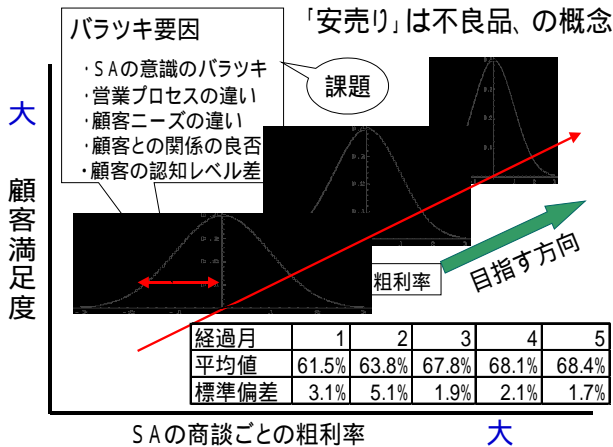 「安売り」は不良品、の概念
バラツキ要因
・SAの意識のバラツキ
・営業プロセスの違い
・顧客ニーズの違い
・顧客との関係の良否
・顧客の認知レベル差
課題
大
顧客満足度
粗利率
目指す方向
経過月 1 2 3 4 5
平均値 61.5% 63.8% 67.8% 68.1% 68.4%
標準偏差 3.1% 5.1% 1.9% 2.1% 1.7%
SAの商談ごとの粗利率
大